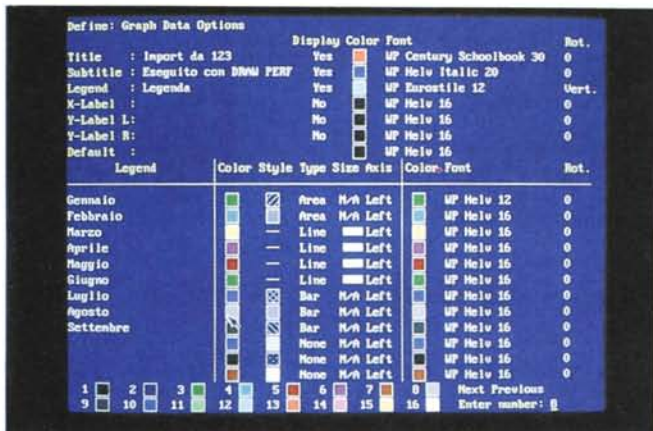 Define: Graph Data Options
Display Color Font Rot.
Title : Import da 123 Yes WP Century Schoolbook 30 0
Subtitle : Eseguito con DRAW PERF Yes WP Helv Italic 20 0
Legend : Legenda Yes WP Eurostile 12 Vert.
X-Label : No WP Helv 16 0
Y-Label L: No WP Helv 16 0
Y-Label R: No WP Helv 16 0
Default : WP Helv 16
Legend Color Style Type Size Axis Color Font Rot.
Gennaio Area N/A Left WP Helv 12 0
Febbraio Area N/A Left WP Helv 16 0
Marzo Line Left WP Helv 16 0
Aprile Line Left WP Helv 16 0
Maggio Line Left WP Helv 16 0
Giugno Line Left WP Helv 16 0
Luglio Bar N/A Left WP Helv 16 0
Agosto Bar N/A Left WP Helv 16 0
Settembre Bar N/A Left WP Helv 16 0
None N/A Left WP Helv 16 0
None N/A Left WP Helv 16 0
None N/A Left WP Helv 16 0
1 2 3 4 5 6 7 8 Next Previous
9 10 11 12 13 14 15 16 Enter number: 0